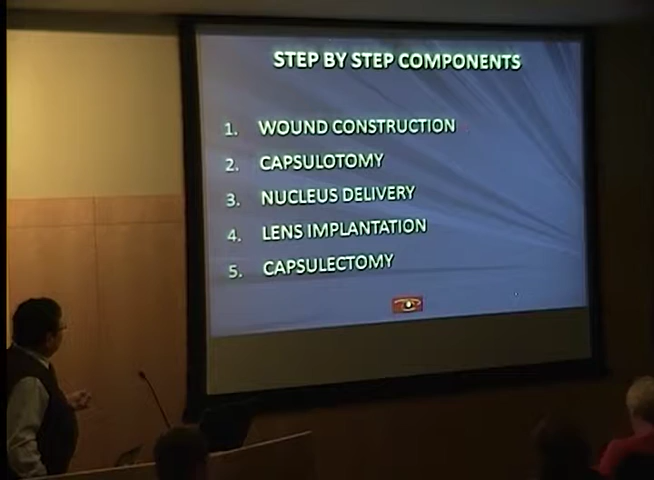 STEP BY STEP COMPONENTS
1. WOUND CONSTRUCTION
2. CAPSULOTOMY
3. NUCLEUS DELIVERY
4. LENS IMPLANTATION
5. CAPSULECTOMY